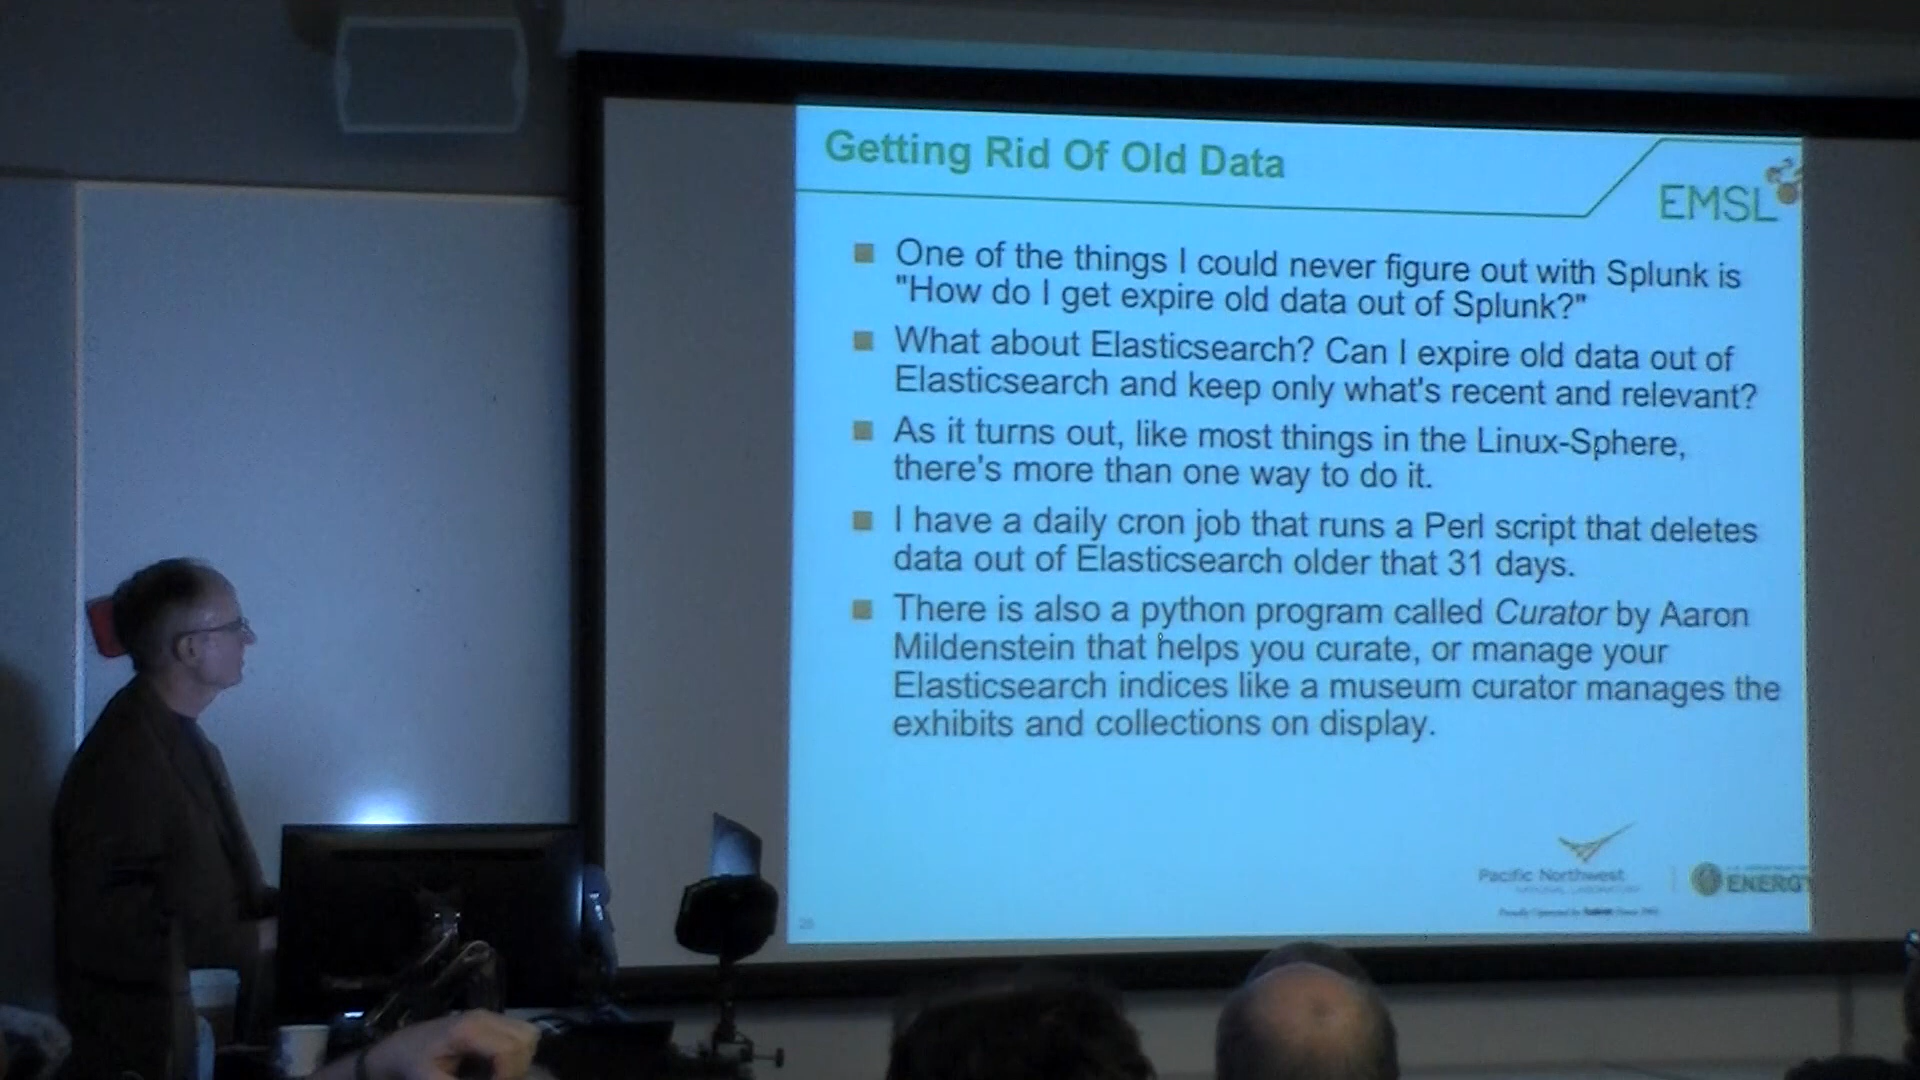 Getting Rid Of Old Data
EMSL
One of the things I could never figure out with Splunk is
"How do I get expire old data out of Splunk?"
What about Elasticsearch? Can I expire old data out of
Elasticsearch and keep only what's recent and relevant?
As it turns out, like most things in the Linux-Sphere,
there's more than one way to do it.
I have a daily cron job that runs a Perl script that deletes
data out of Elasticsearch older that 31 days.
There is also a python program called Curator by Aaron
Mildenstein that helps you curate, or manage your
Elasticsearch indices like a museum curator manages the
exhibits and collections on display.
Pacific Northwest
NATIONAL LABORATORY
ENERGY